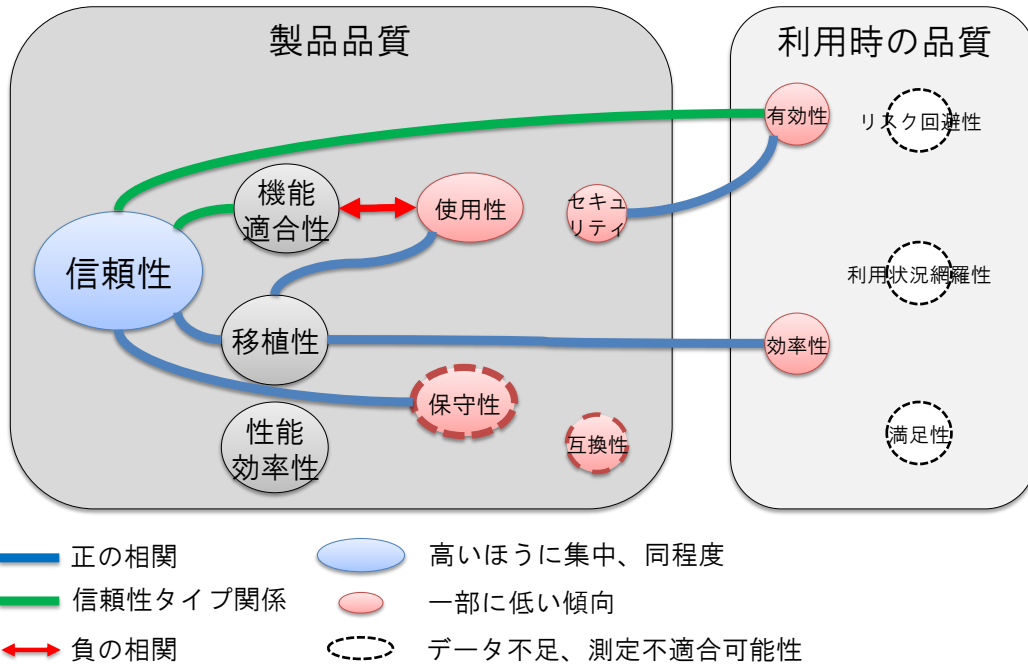 製品品質
利用時の品質
有効性
リスク回避性
機能
適合性
使用性
セキュ
リティ
信頼性
利用状況網羅性
移植性
効率性
保守性
性能
効率性
互換性
満足性
正の相関
高いほうに集中、同程度
信頼性タイプ関係
一部に低い傾向
負の相関
データ不足、測定不適合可能性